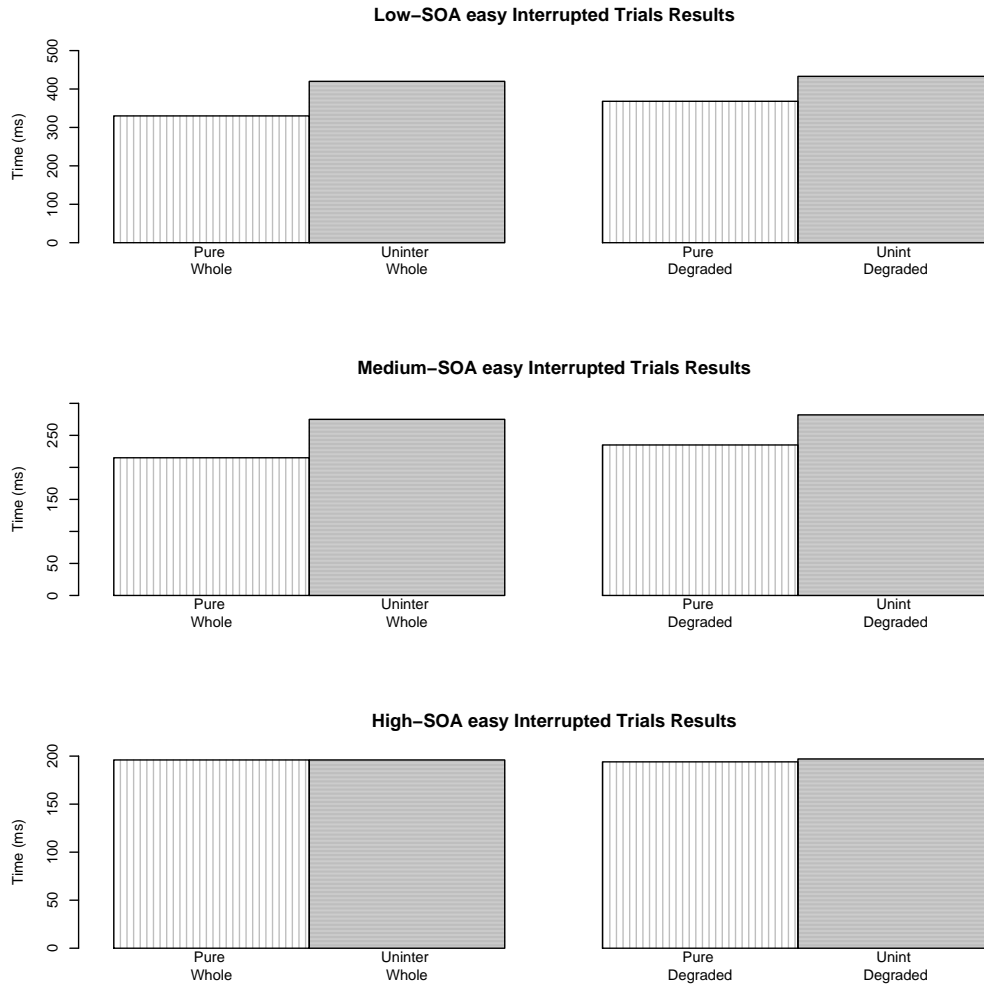 Low−SOA easy Interrupted Trials Results
Time (ms)
500
400
300
200
100
0
Pure
Whole
Uninter
Whole
Pure
Degraded
Unint
Degraded
Medium−SOA easy Interrupted Trials Results
Time (ms)
250
150
50
0
Pure
Whole
Uninter
Whole
Pure
Degraded
Unint
Degraded
High−SOA easy Interrupted Trials Results
Time (ms)
200
150
100
50
0
Pure
Whole
Uninter
Whole
Pure
Degraded
Unint
Degraded